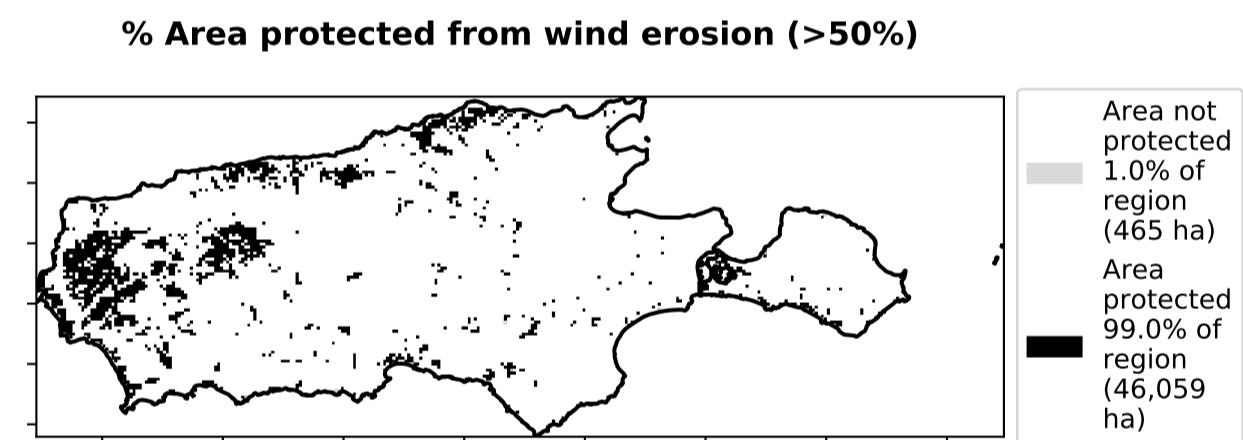 % Area protected from wind erosion (>50%)
Area not
protected
1.0% of
region
(465 ha)
Area
protected
99.0% of
region
(46,059
ha)